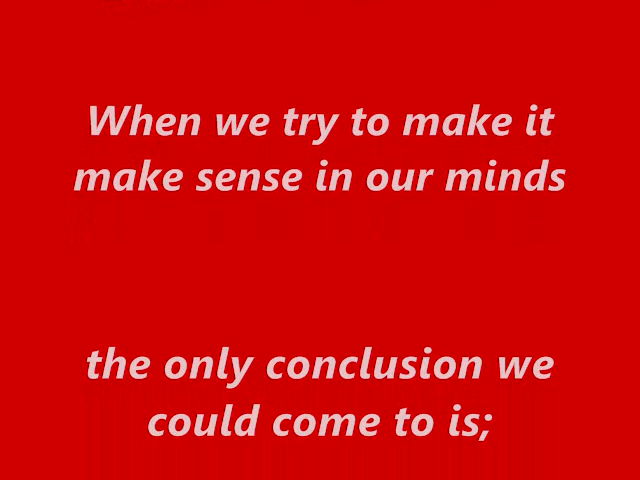 When we try to make it
make sense in our minds
the only conclusion we
could come to is;